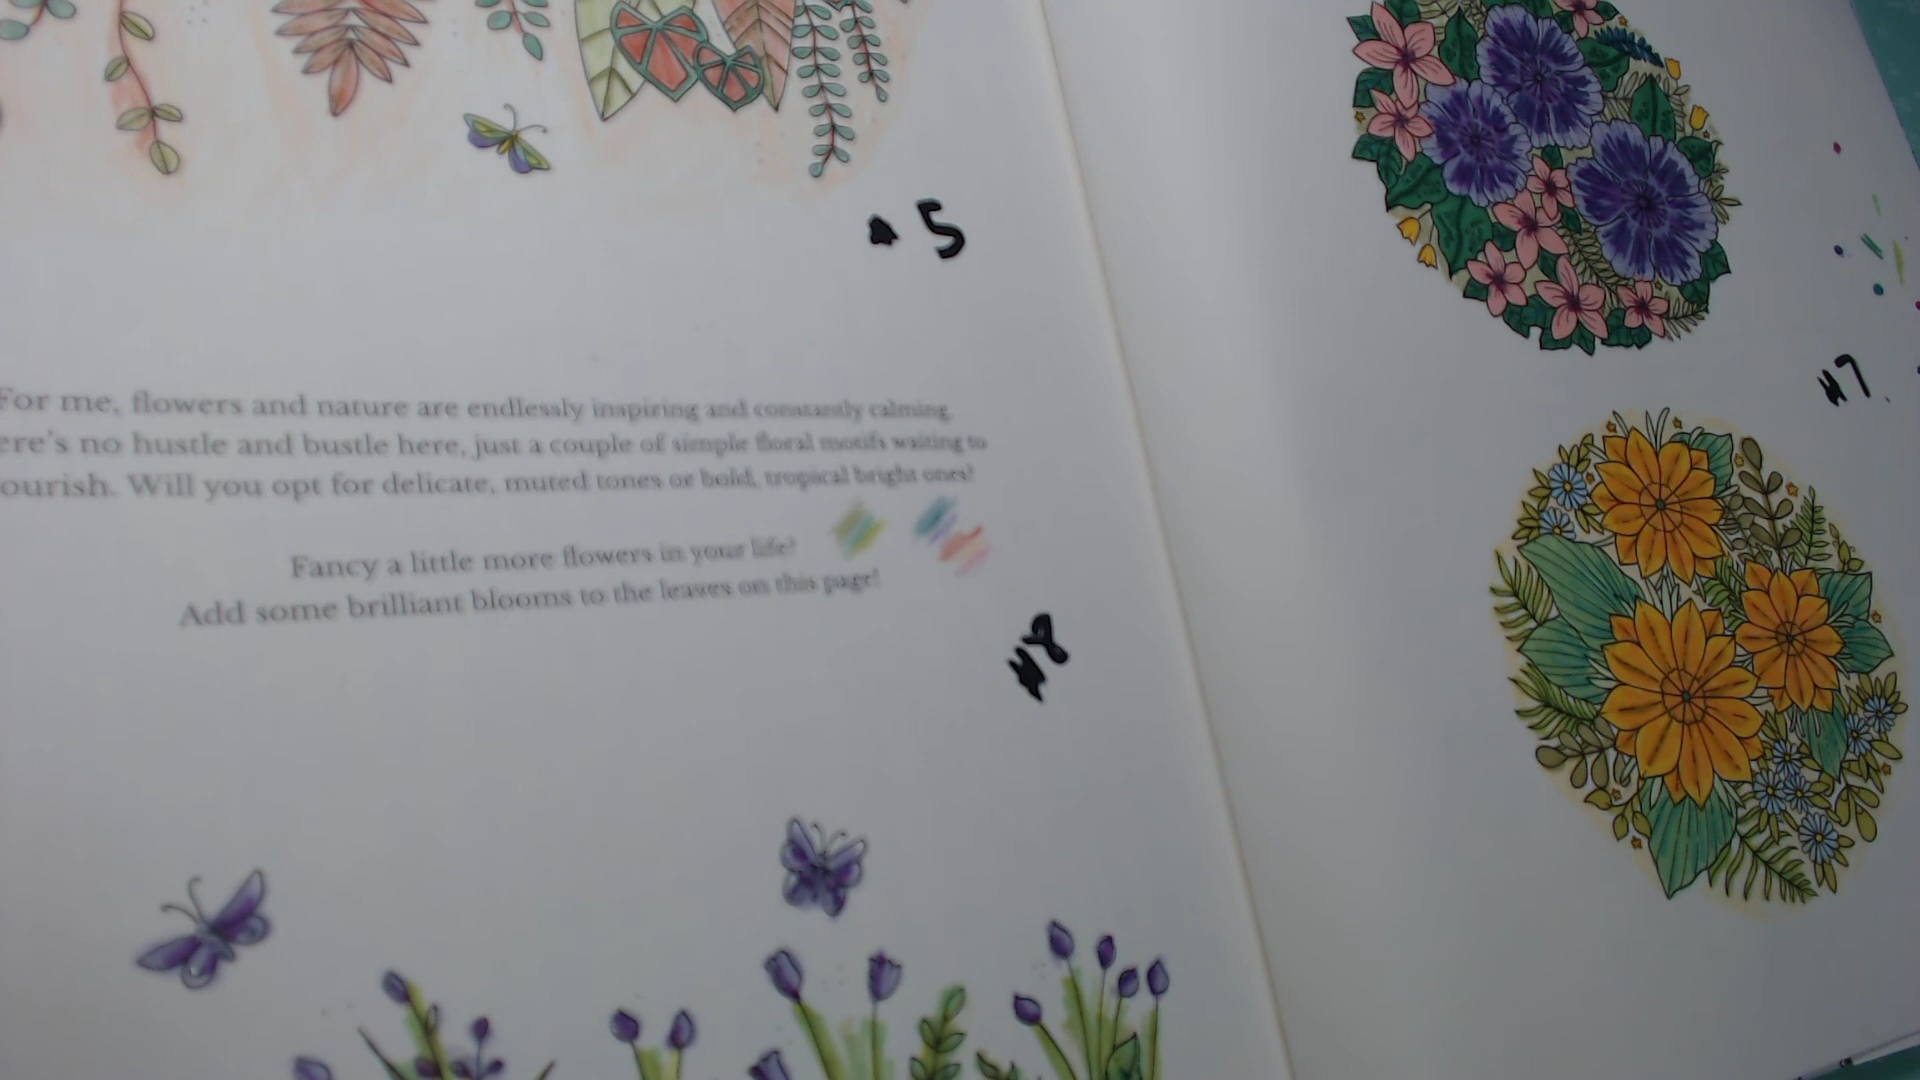 5
For me, flowers and nature are endlessly inspiring and constantly calming.
ere's no hustle and bustle here, just a couple of simple floral motifs waiting to
ourish. Will you opt for delicate, muted tones or bold, tropical bright ones?
Fancy a little more flowers in your life?
Add some brilliant blooms to the leaves on this page!
#8
#7